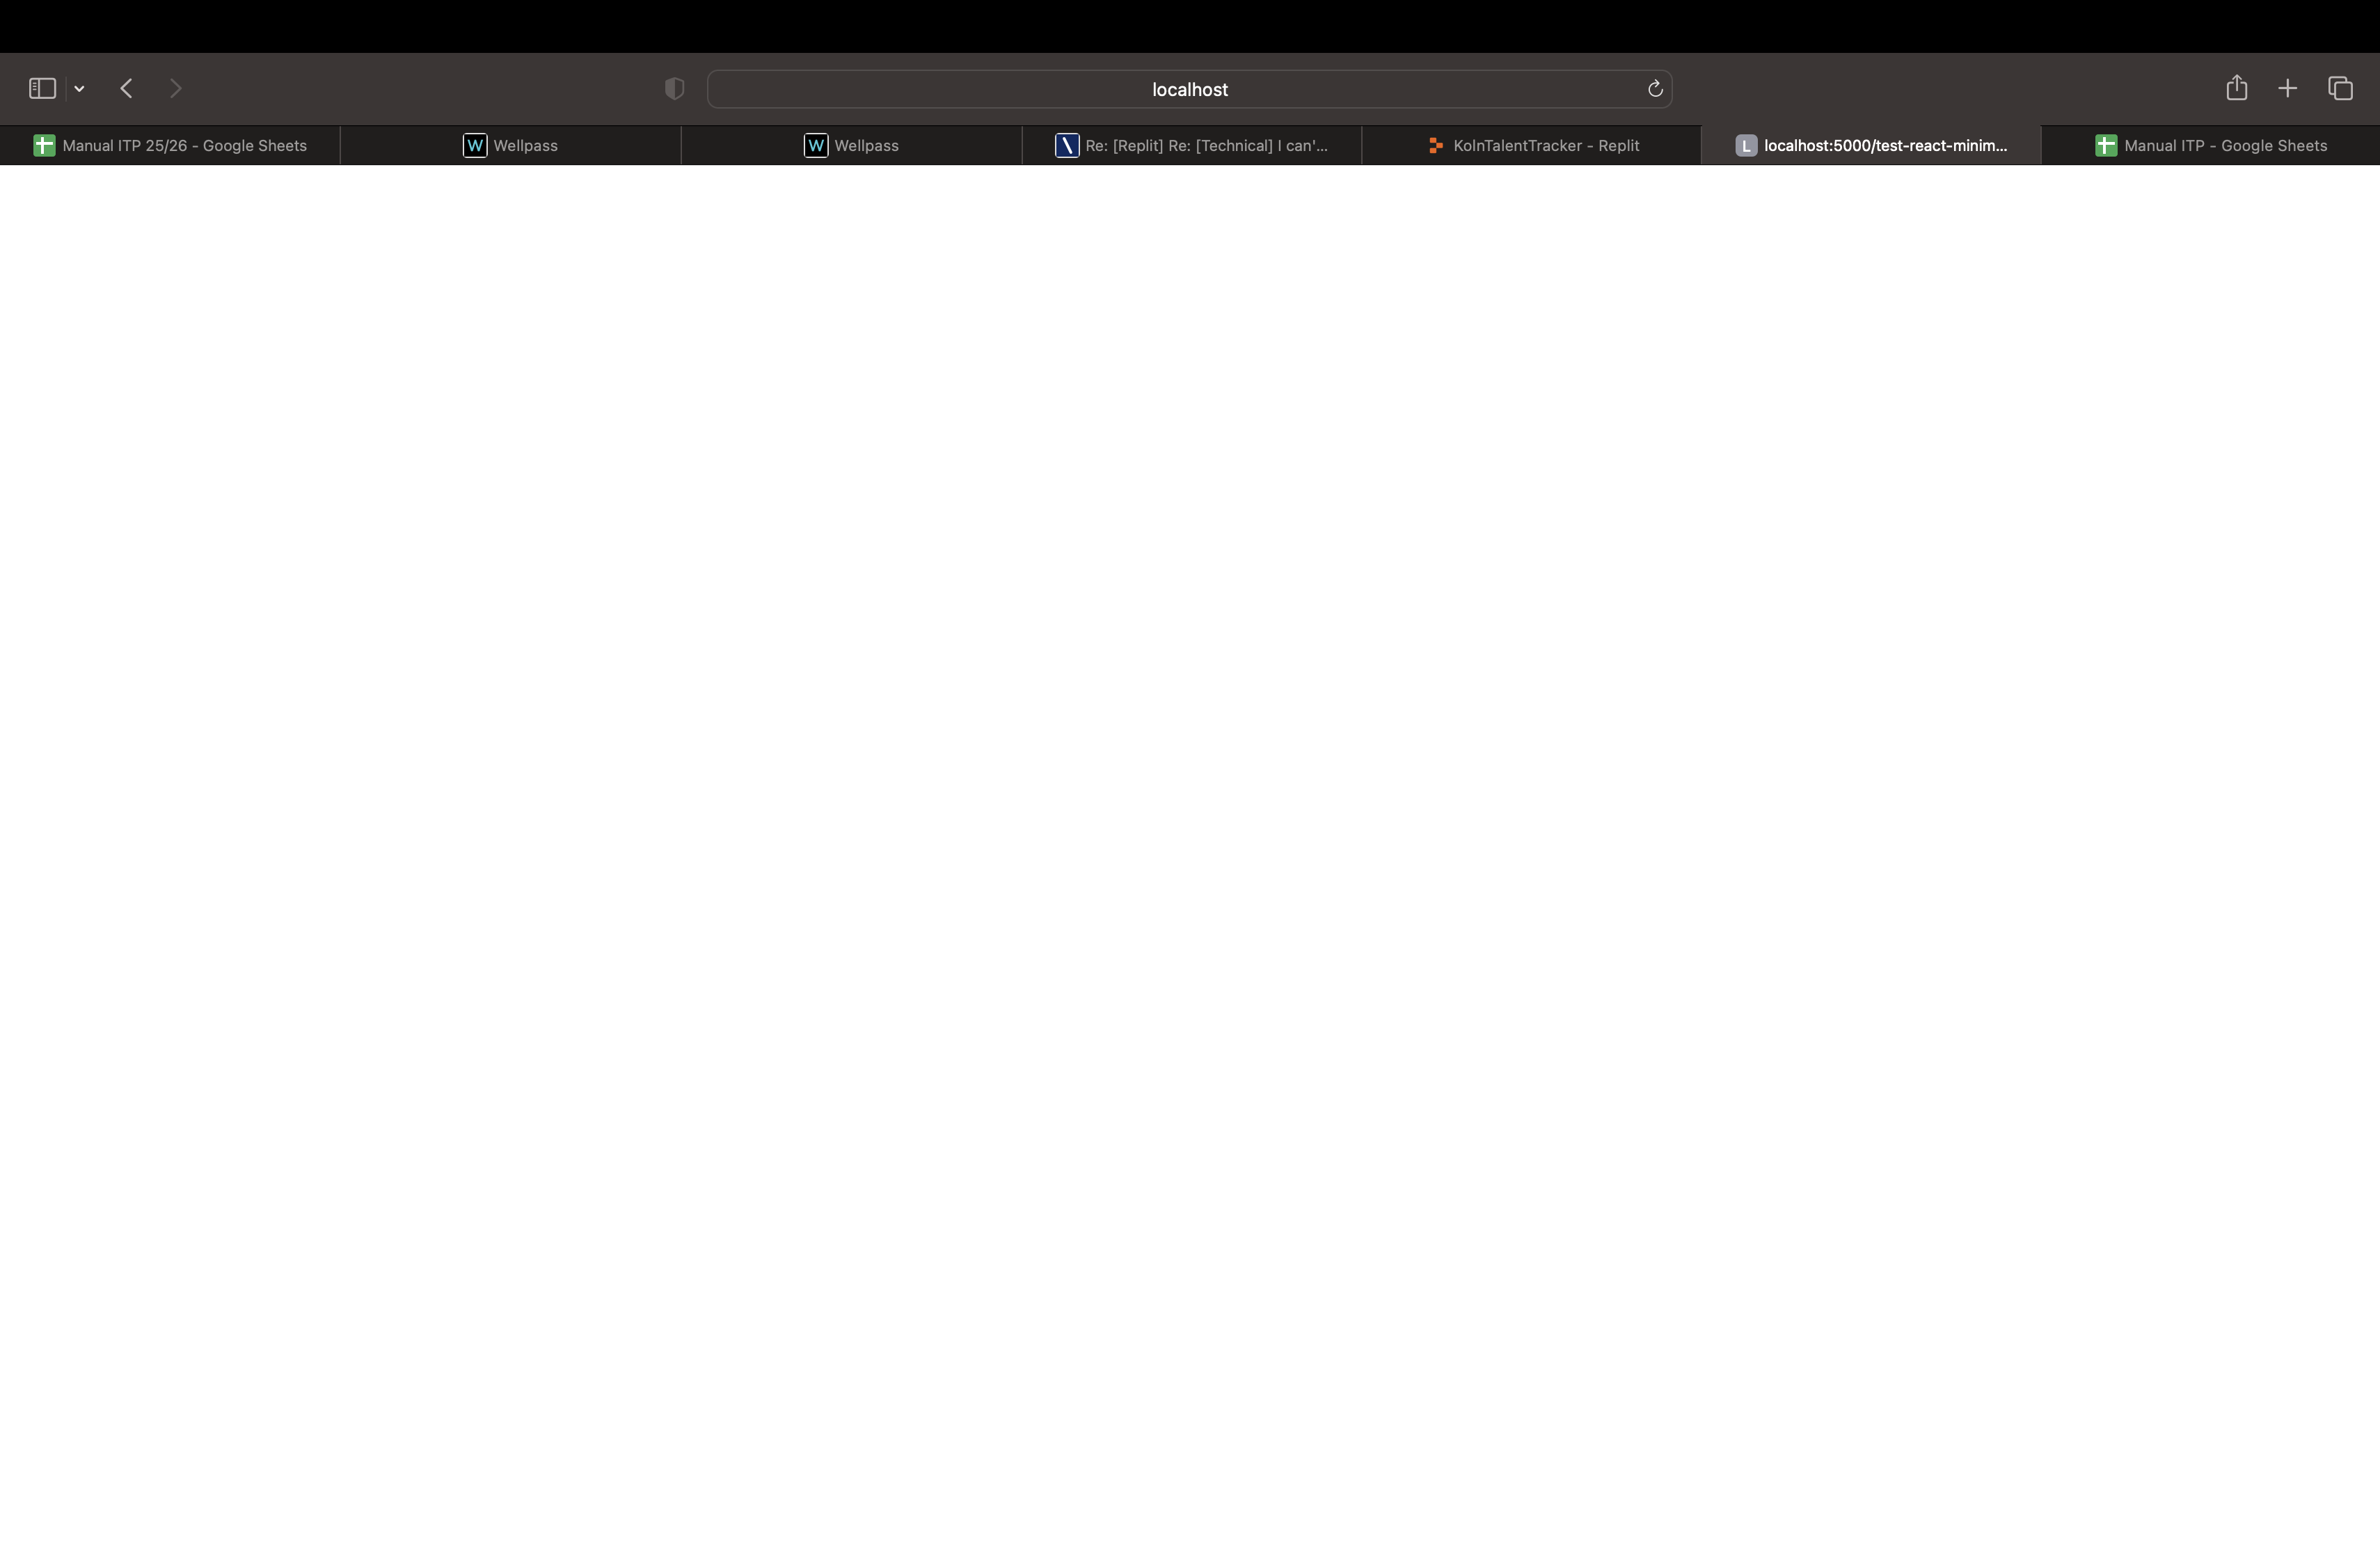 localhost
Manual ITP 25/26 - Google Sheets
W Wellpass
W Wellpass
\ Re: [Replit] Re: [Technical] I can'...
KolnTalentTracker - Replit
L localhost:5000/test-react-minim...
Manual ITP - Google Sheets